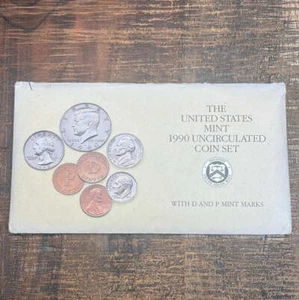 THE
UNITED STATES
MINT
1990 UNCIRCULATED
COIN SET
WITH D AND P MINT MARKS